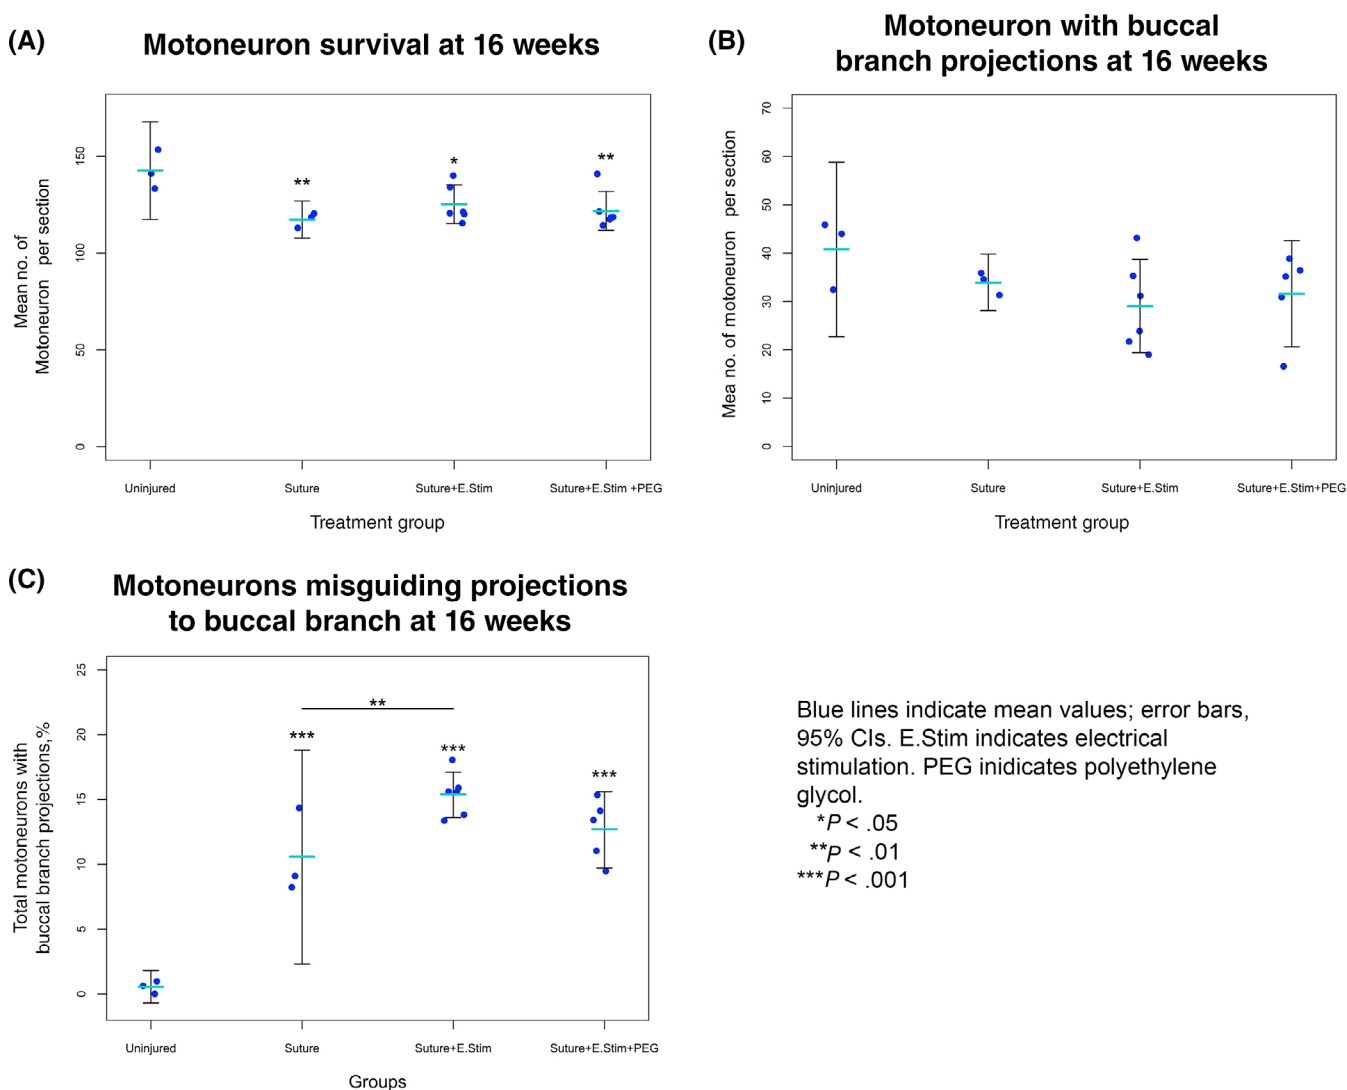 (A)
Motoneuron survival at 16 weeks
Mean no. of
Motoneuron per section
150
100
50
0
**
*
**
Uninjured
Suture
Suture+E.Stim
Suture+E.Stim +PEG
Treatment group
(B)
Motoneuron with buccal
branch projections at 16 weeks
Mea no. of motoneuron per section
70
60
50
40
30
20
10
0
Uninjured
Suture
Suture+E.Stim
Suture+E.Stim+PEG
Treatment group
(C)
Motoneurons misguiding projections
to buccal branch at 16 weeks
Total motoneurons with
buccal branch projections,%
25
20
15
10
5
0
**
***
***
***
Uninjured
Suture
Suture+E.Stim
Suture+E.Stim+PEG
Groups
Blue lines indicate mean values; error bars,
95% CIs. E.Stim indicates electrical
stimulation. PEG inidicates polyethylene
glycol.
*P < .05
**P < .01
***P < .001